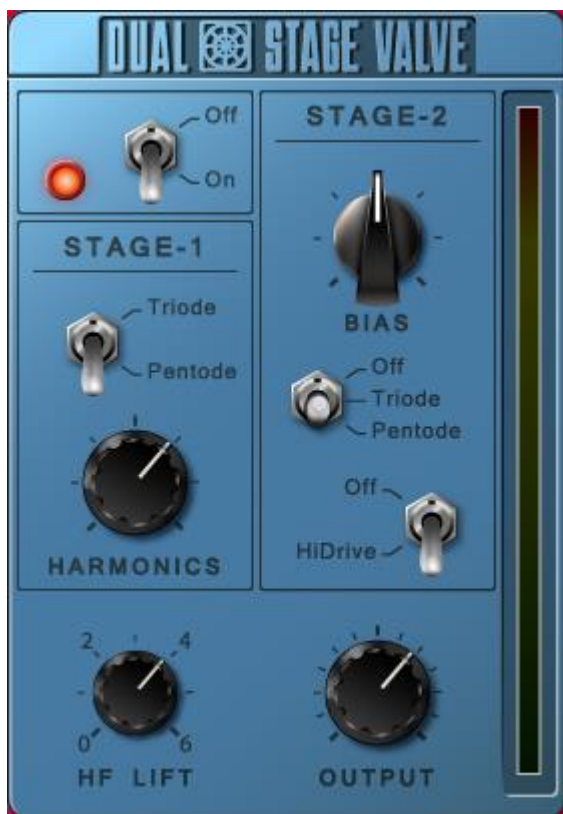 DUAL STAGE VALVE
Off
On
STAGE-1
Triode
Pentode
HARMONICS
STAGE-2
BIAS
Off
Triode
Pentode
Off
HiDrive
2 4
0 6
HF LIFT
OUTPUT